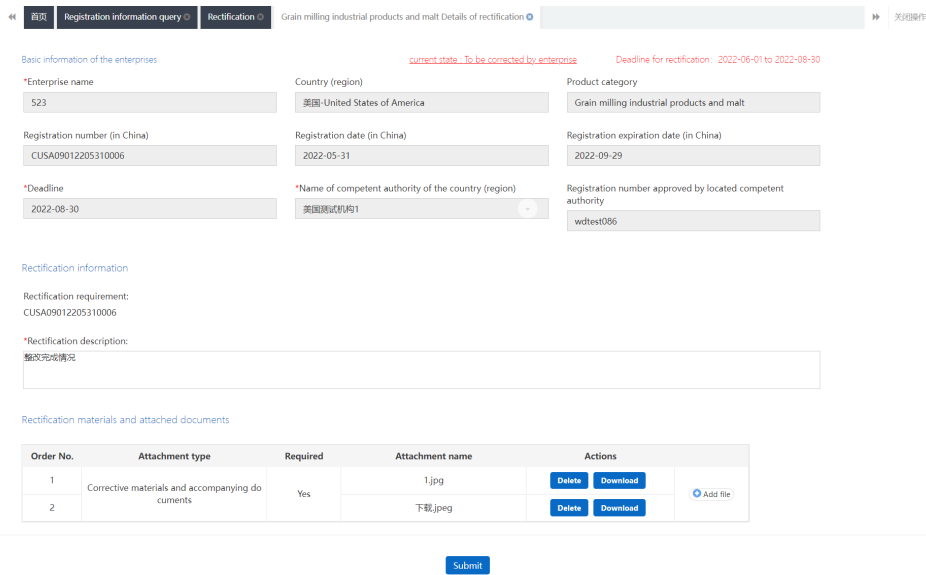 首页 Registration information query Rectification Grain milling industrial products and malt Details of rectification 关闭操作
Basic information of the enterprises current state: To be corrected by enterprise Deadline for rectification: 2022-06-01 to 2022-08-30
*Enterprise name Country (region) Product category
523 美国-United States of America Grain milling industrial products and malt
Registration number (in China) Registration date (in China) Registration expiration date (in China)
CUSA09012205310006 2022-05-31 2022-09-29
*Deadline *Name of competent authority of the country (region) Registration number approved by located competent
authority
2022-08-30 美国测试机构1
wdtest086
Rectification information
Rectification requirement:
CUSA09012205310006
*Rectification description:
整改完成情况
Rectification materials and attached documents
Order No. Attachment type Required Attachment name Actions
1 1.jpg Delete Download
Corrective materials and accompanying do
cuments Yes Add file
2 下载.jpeg Delete Download
Submit